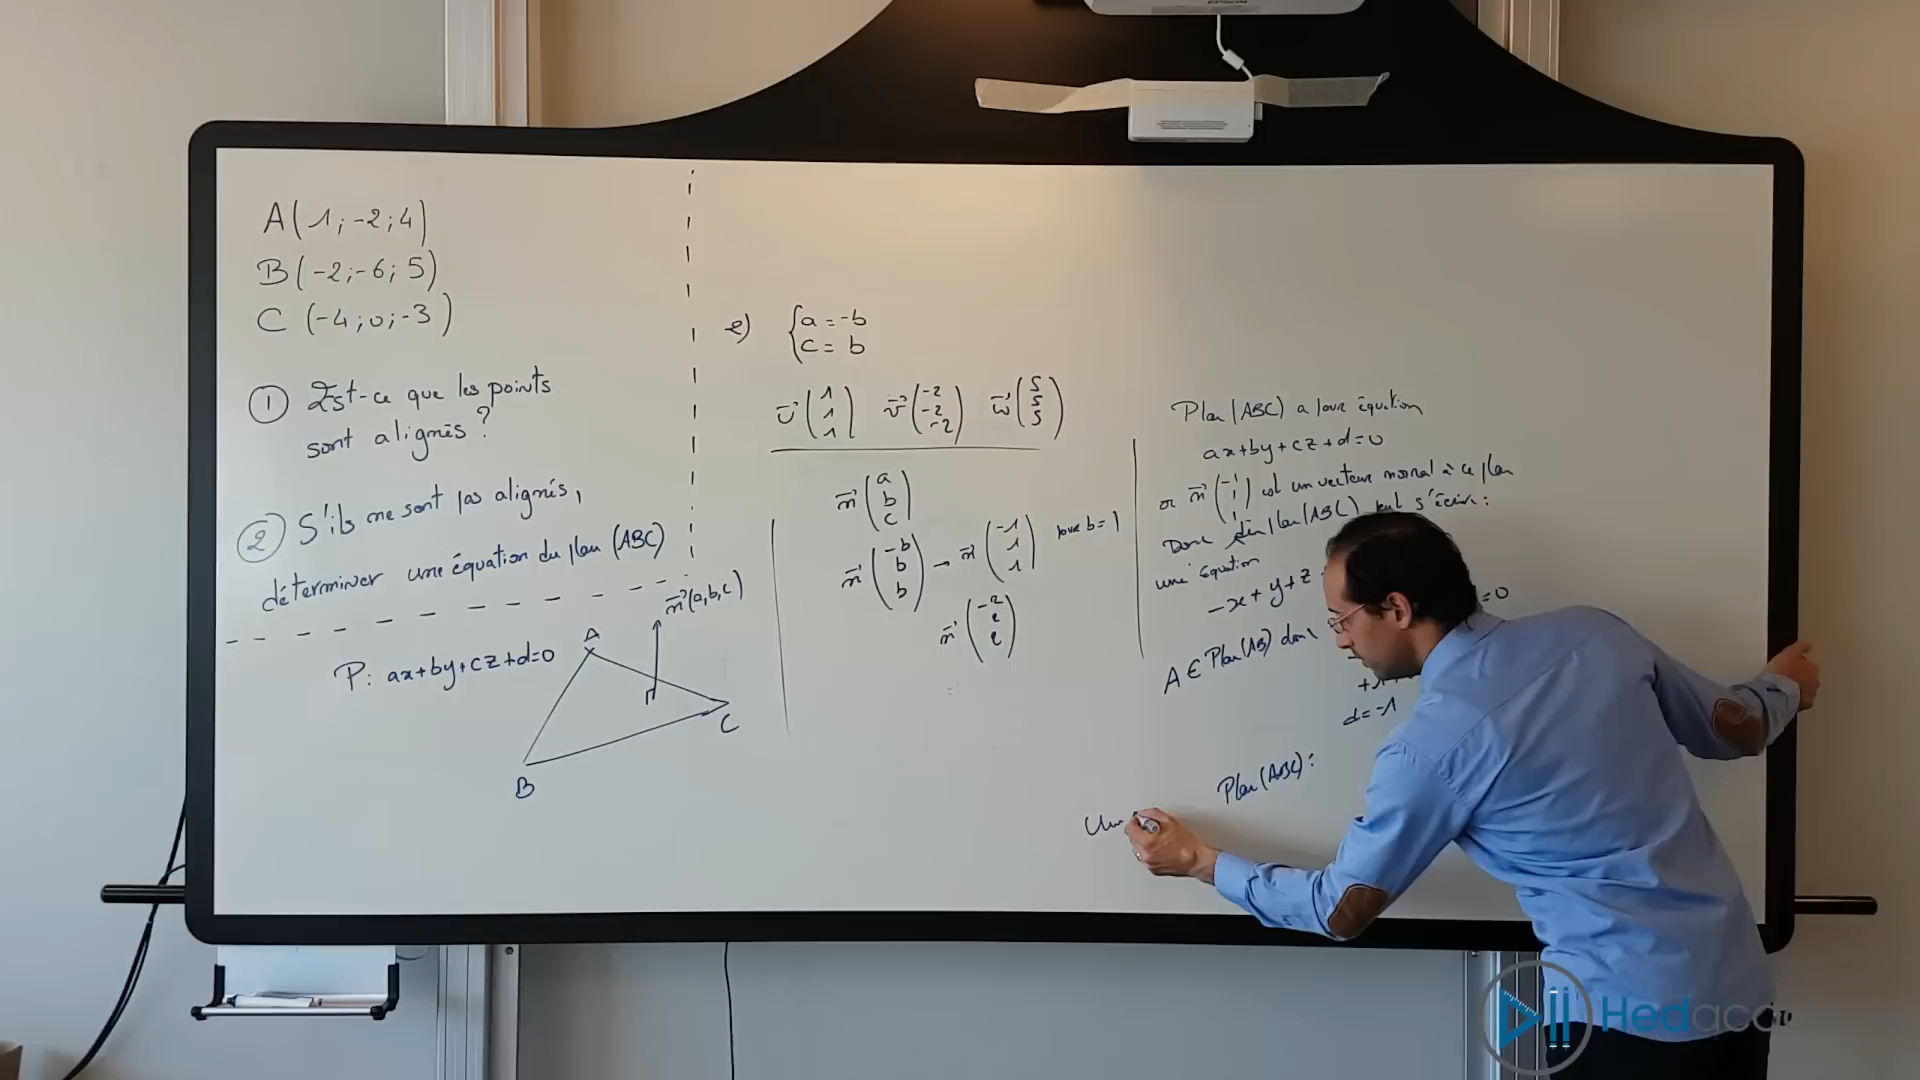 A(1;-2;4)
B(-2;-6;5)
C(-4;0;-3)
① Est-ce que les points
sont alignés ?
② S'ils ne sont pas alignés,
déterminer une équation du plan (ABC)
P: ax+by+cz+d=0
n(a,b,c)
A
B
C
2) { a = -b
c = b
u (1 1 1) v (-2 -2 -2) w (5 5 5)
n (a b c)
n (-b b b) → n (-1 1 1) pour b = 1
n (-2 2 2)
Plan (ABC) a pour équation
ax+by+cz+d=0
or n (-1 1 1) est un vecteur normal à ce plan
Donc plan (ABC) peut s'écrire :
une équation
-x+y+z
=0
A ∈ Plan (AB) donc
d=-1
Plan (ABC):
Un
Hedacad